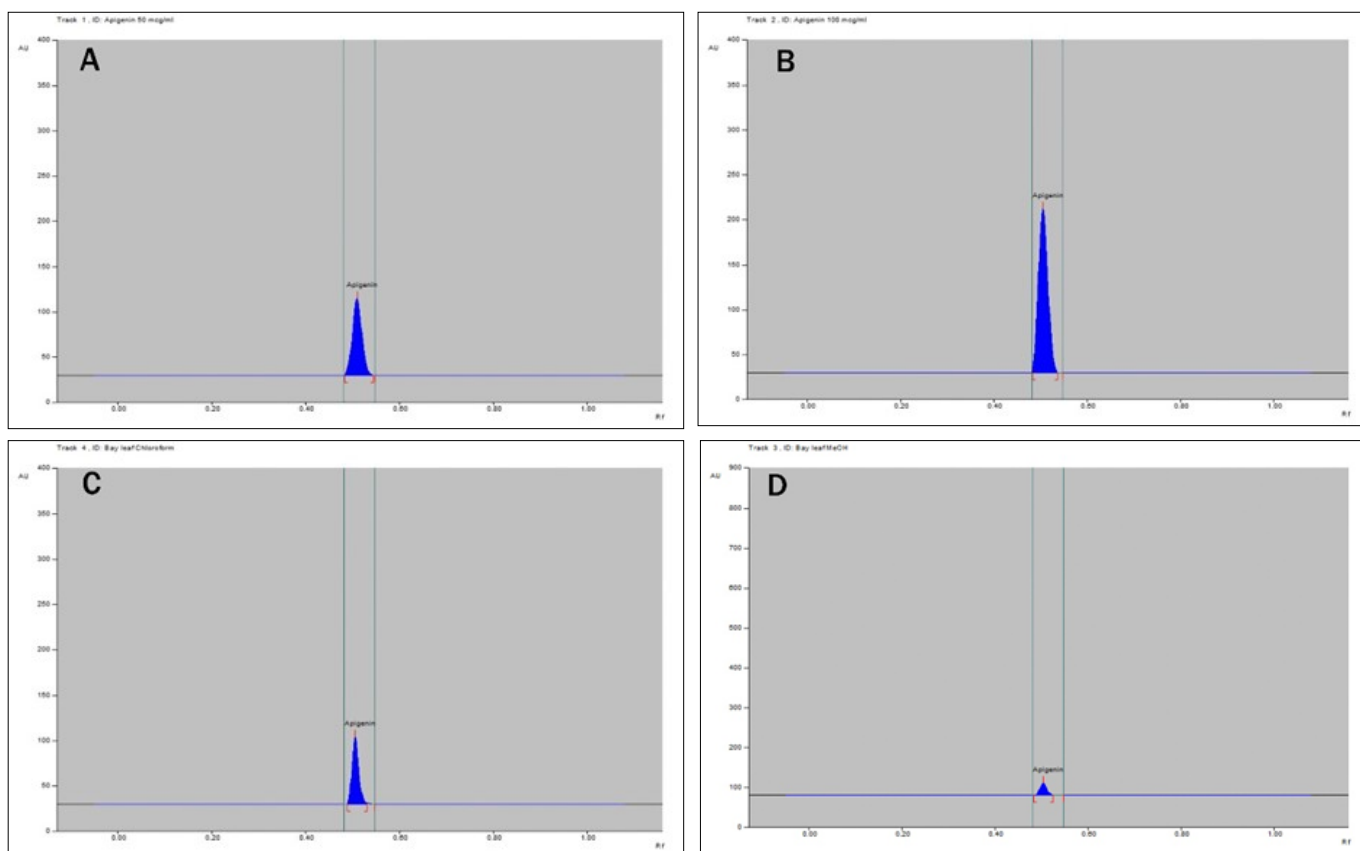 Track 1 , ID: Apigenin 50 mcg/ml
AU
400
350
300
250
200
150
100
50
0
A
Apigenin
0.00 0.20 0.40 0.60 0.80 1.00
Rf
Track 2 , ID: Apigenin 100 mcg/ml
AU
400
350
300
250
200
150
100
50
0
B
Apigenin
0.00 0.20 0.40 0.60 0.80 1.00
Rf
Track 4 , ID: Bay leaf Chloroform
AU
400
350
300
250
200
150
100
50
0
C
Apigenin
0.00 0.20 0.40 0.60 0.80 1.00
Rf
Track 3 , ID: Bay leaf MeOH
AU
900
800
700
600
500
400
300
200
100
0
D
Apigenin
0.00 0.20 0.40 0.60 0.80 1.00
Rf